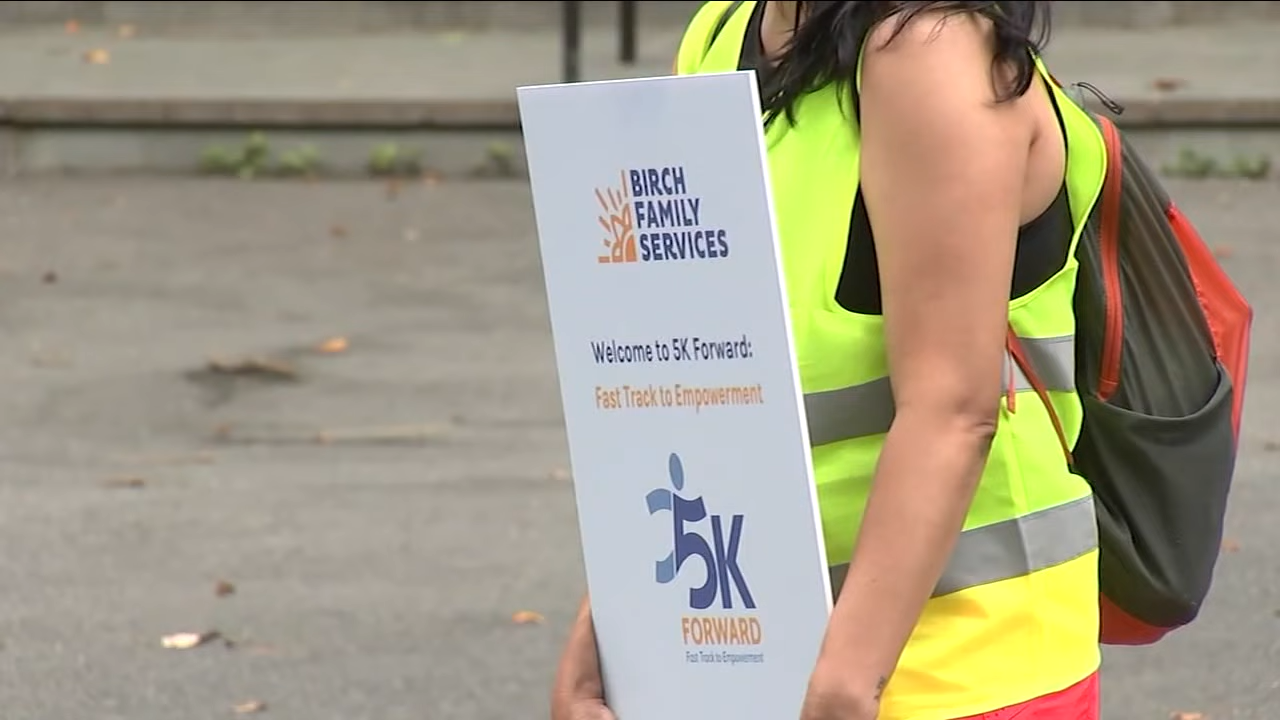 BIRCH
FAMILY
SERVICES
Welcome to 5K Forward:
Fast Track to Empowerment
5K
FORWARD
Fast Track to Empowerment